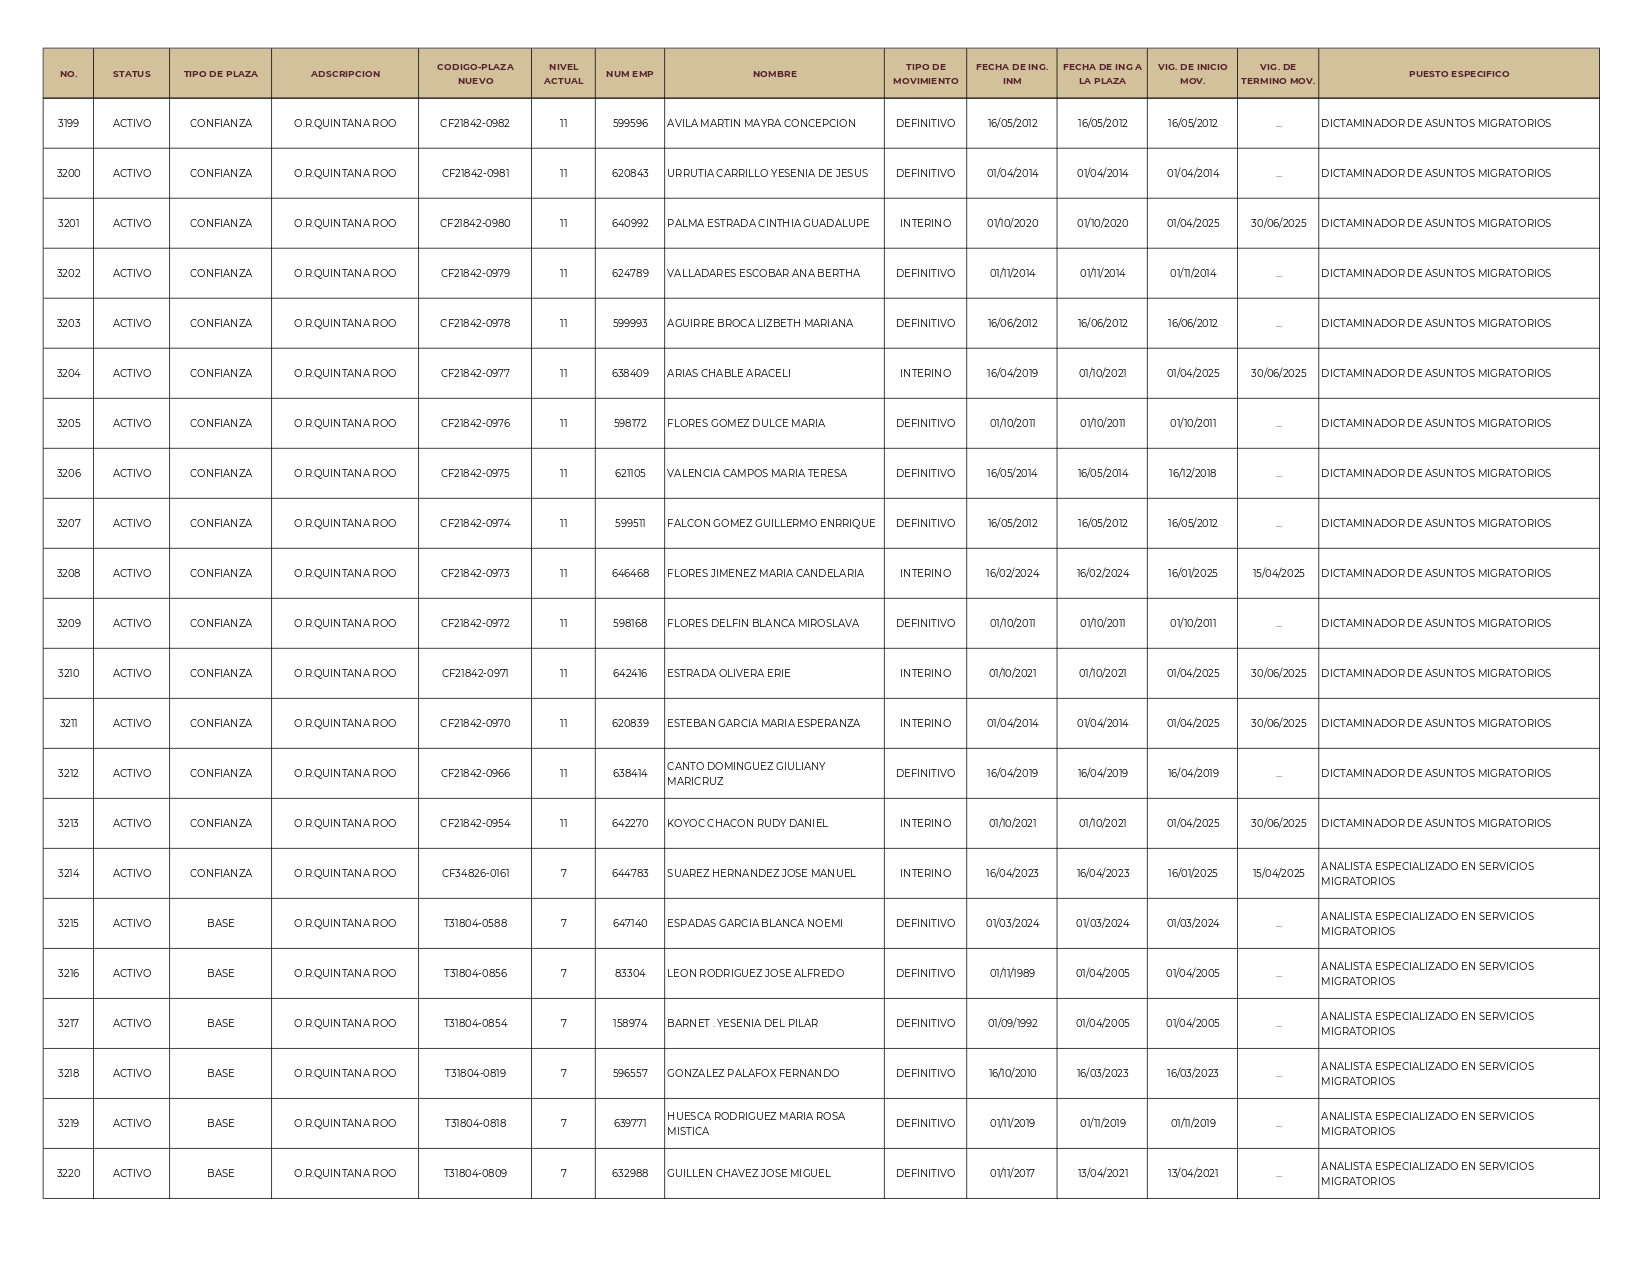 NO. STATUS TIPO DE PLAZA ADSCRIPCION CODIGO-PLAZA NUEVO NIVEL ACTUAL NUM EMP NOMBRE TIPO DE MOVIMIENTO FECHA DE ING. INM FECHA DE ING A LA PLAZA VIG. DE INICIO MOV. VIG. DE TERMINO MOV. PUESTO ESPECIFICO
3199 ACTIVO CONFIANZA O.R.QUINTANA ROO CF21842-0982 11 599596 AVILA MARTIN MAYRA CONCEPCION DEFINITIVO 16/05/2012 16/05/2012 16/05/2012 ... DICTAMINADOR DE ASUNTOS MIGRATORIOS
3200 ACTIVO CONFIANZA O.R.QUINTANA ROO CF21842-0981 11 620843 URRUTIA CARRILLO YESENIA DE JESUS DEFINITIVO 01/04/2014 01/04/2014 01/04/2014 ... DICTAMINADOR DE ASUNTOS MIGRATORIOS
3201 ACTIVO CONFIANZA O.R.QUINTANA ROO CF21842-0980 11 640992 PALMA ESTRADA CINTHIA GUADALUPE INTERINO 01/10/2020 01/10/2020 01/04/2025 30/06/2025 DICTAMINADOR DE ASUNTOS MIGRATORIOS
3202 ACTIVO CONFIANZA O.R.QUINTANA ROO CF21842-0979 11 624789 VALLADARES ESCOBAR ANA BERTHA DEFINITIVO 01/11/2014 01/11/2014 01/11/2014 ... DICTAMINADOR DE ASUNTOS MIGRATORIOS
3203 ACTIVO CONFIANZA O.R.QUINTANA ROO CF21842-0978 11 599993 AGUIRRE BROCA LIZBETH MARIANA DEFINITIVO 16/06/2012 16/06/2012 16/06/2012 ... DICTAMINADOR DE ASUNTOS MIGRATORIOS
3204 ACTIVO CONFIANZA O.R.QUINTANA ROO CF21842-0977 11 638409 ARIAS CHABLE ARACELI INTERINO 16/04/2019 01/10/2021 01/04/2025 30/06/2025 DICTAMINADOR DE ASUNTOS MIGRATORIOS
3205 ACTIVO CONFIANZA O.R.QUINTANA ROO CF21842-0976 11 598172 FLORES GOMEZ DULCE MARIA DEFINITIVO 01/10/2011 01/10/2011 01/10/2011 ... DICTAMINADOR DE ASUNTOS MIGRATORIOS
3206 ACTIVO CONFIANZA O.R.QUINTANA ROO CF21842-0975 11 621105 VALENCIA CAMPOS MARIA TERESA DEFINITIVO 16/05/2014 16/05/2014 16/12/2018 ... DICTAMINADOR DE ASUNTOS MIGRATORIOS
3207 ACTIVO CONFIANZA O.R.QUINTANA ROO CF21842-0974 11 599511 FALCON GOMEZ GUILLERMO ENRRIQUE DEFINITIVO 16/05/2012 16/05/2012 16/05/2012 ... DICTAMINADOR DE ASUNTOS MIGRATORIOS
3208 ACTIVO CONFIANZA O.R.QUINTANA ROO CF21842-0973 11 646468 FLORES JIMENEZ MARIA CANDELARIA INTERINO 16/02/2024 16/02/2024 16/01/2025 15/04/2025 DICTAMINADOR DE ASUNTOS MIGRATORIOS
3209 ACTIVO CONFIANZA O.R.QUINTANA ROO CF21842-0972 11 598168 FLORES DELFIN BLANCA MIROSLAVA DEFINITIVO 01/10/2011 01/10/2011 01/10/2011 ... DICTAMINADOR DE ASUNTOS MIGRATORIOS
3210 ACTIVO CONFIANZA O.R.QUINTANA ROO CF21842-0971 11 642416 ESTRADA OLIVERA ERIE INTERINO 01/10/2021 01/10/2021 01/04/2025 30/06/2025 DICTAMINADOR DE ASUNTOS MIGRATORIOS
3211 ACTIVO CONFIANZA O.R.QUINTANA ROO CF21842-0970 11 620839 ESTEBAN GARCIA MARIA ESPERANZA INTERINO 01/04/2014 01/04/2014 01/04/2025 30/06/2025 DICTAMINADOR DE ASUNTOS MIGRATORIOS
3212 ACTIVO CONFIANZA O.R.QUINTANA ROO CF21842-0966 11 638414 CANTO DOMINGUEZ GIULIANY MARICRUZ DEFINITIVO 16/04/2019 16/04/2019 16/04/2019 ... DICTAMINADOR DE ASUNTOS MIGRATORIOS
3213 ACTIVO CONFIANZA O.R.QUINTANA ROO CF21842-0954 11 642270 KOYOC CHACON RUDY DANIEL INTERINO 01/10/2021 01/10/2021 01/04/2025 30/06/2025 DICTAMINADOR DE ASUNTOS MIGRATORIOS
3214 ACTIVO CONFIANZA O.R.QUINTANA ROO CF34826-0161 7 644783 SUAREZ HERNANDEZ JOSE MANUEL INTERINO 16/04/2023 16/04/2023 16/01/2025 15/04/2025 ANALISTA ESPECIALIZADO EN SERVICIOS MIGRATORIOS
3215 ACTIVO BASE O.R.QUINTANA ROO T31804-0588 7 647140 ESPADAS GARCIA BLANCA NOEMI DEFINITIVO 01/03/2024 01/03/2024 01/03/2024 ... ANALISTA ESPECIALIZADO EN SERVICIOS MIGRATORIOS
3216 ACTIVO BASE O.R.QUINTANA ROO T31804-0856 7 83304 LEON RODRIGUEZ JOSE ALFREDO DEFINITIVO 01/11/1989 01/04/2005 01/04/2005 ... ANALISTA ESPECIALIZADO EN SERVICIOS MIGRATORIOS
3217 ACTIVO BASE O.R.QUINTANA ROO T31804-0854 7 158974 BARNET . YESENIA DEL PILAR DEFINITIVO 01/09/1992 01/04/2005 01/04/2005 ... ANALISTA ESPECIALIZADO EN SERVICIOS MIGRATORIOS
3218 ACTIVO BASE O.R.QUINTANA ROO T31804-0819 7 596557 GONZALEZ PALAFOX FERNANDO DEFINITIVO 16/10/2010 16/03/2023 16/03/2023 ... ANALISTA ESPECIALIZADO EN SERVICIOS MIGRATORIOS
3219 ACTIVO BASE O.R.QUINTANA ROO T31804-0818 7 639771 HUESCA RODRIGUEZ MARIA ROSA MISTICA DEFINITIVO 01/11/2019 01/11/2019 01/11/2019 ... ANALISTA ESPECIALIZADO EN SERVICIOS MIGRATORIOS
3220 ACTIVO BASE O.R.QUINTANA ROO T31804-0809 7 632988 GUILLEN CHAVEZ JOSE MIGUEL DEFINITIVO 01/11/2017 13/04/2021 13/04/2021 ... ANALISTA ESPECIALIZADO EN SERVICIOS MIGRATORIOS